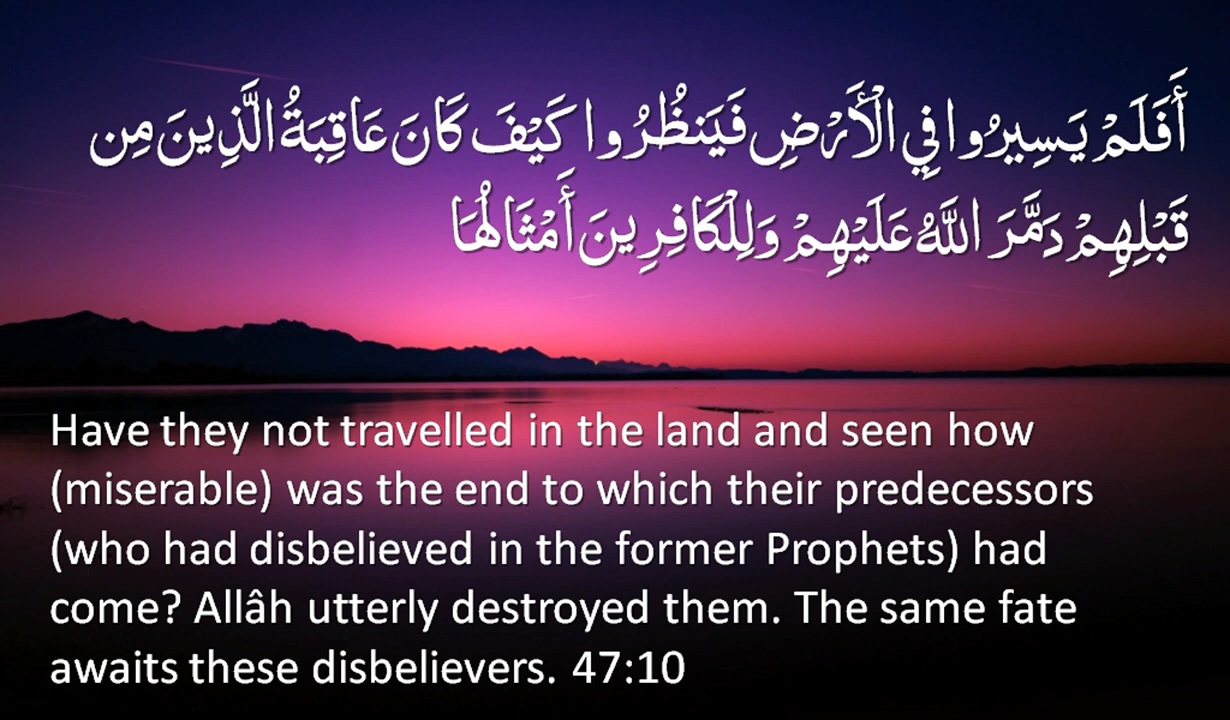 أَفَلَمْ يَسِيرُوا فِي الْأَرْضِ فَيَنظُرُوا كَيْفَ كَانَ عَاقِبَةُ الَّذِينَ مِن
قَبْلِهِمْ دَمَّرَ اللَّهُ عَلَيْهِمْ وَلِلْكَافِرِينَ أَمْثَالُهَا
Have they not travelled in the land and seen how
(miserable) was the end to which their predecessors
(who had disbelieved in the former Prophets) had
come? Allâh utterly destroyed them. The same fate
awaits these disbelievers. 47:10